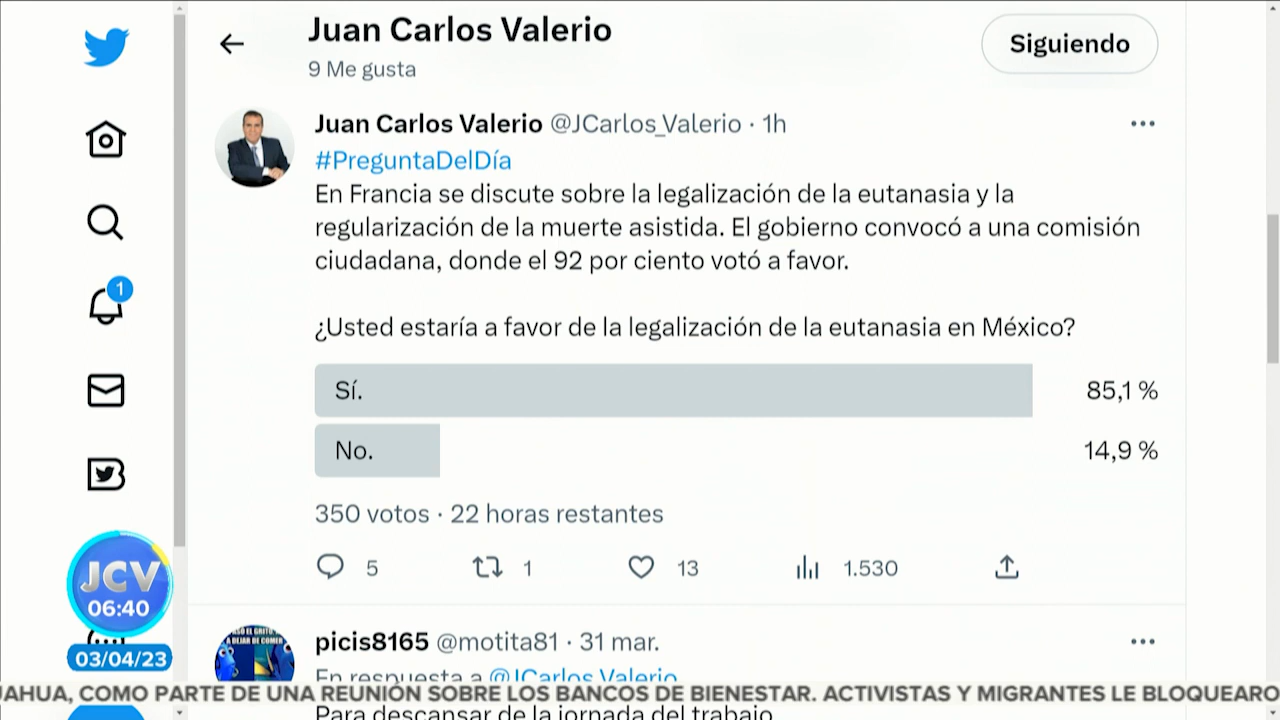 Juan Carlos Valerio
9 Me gusta
Siguiendo
Juan Carlos Valerio @JCarlos_Valerio · 1h
#PreguntaDelDía
En Francia se discute sobre la legalización de la eutanasia y la
regularización de la muerte asistida. El gobierno convocó a una comisión
ciudadana, donde el 92 por ciento votó a favor.
¿Usted estaría a favor de la legalización de la eutanasia en México?
Sí. 85,1 %
No. 14,9 %
350 votos · 22 horas restantes
5 1 13 1.530
1
JCV
06:40
03/04/23
picis8165 @motita81 · 31 mar.
A DEJAR DE COMER
En respuesta a @JCarlos_Valerio
UAHUA, COMO PARTE DE UNA REUNIÓN SOBRE LOS BANCOS DE BIENESTAR. ACTIVISTAS Y MIGRANTES LE BLOQUEARO
Para descansar de la jornada del trabajo